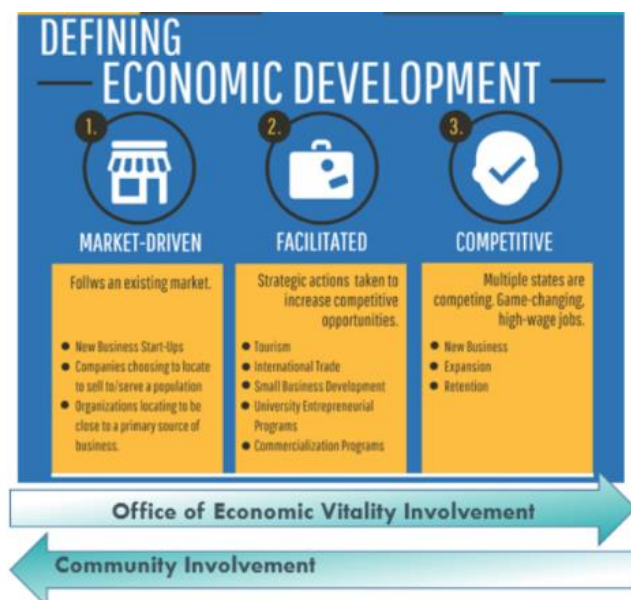 DEFINING
ECONOMIC DEVELOPMENT
1.
2.
3.
MARKET-DRIVEN
FACILITATED
COMPETITIVE
Follws an existing market.
● New Business Start-Ups
● Companies choosing to locate
to sell to/serve a population
● Organizations locating to be
close to a primary source of
business.
Strategic actions taken to
increase competitive
opportunities.
● Tourism
● International Trade
● Small Business Development
● University Entrepreneurial
Programs
● Commercialization Programs
Multiple states are
competing. Game-changing,
high-wage jobs.
● New Business
● Expansion
● Retention
Office of Economic Vitality Involvement
Community Involvement